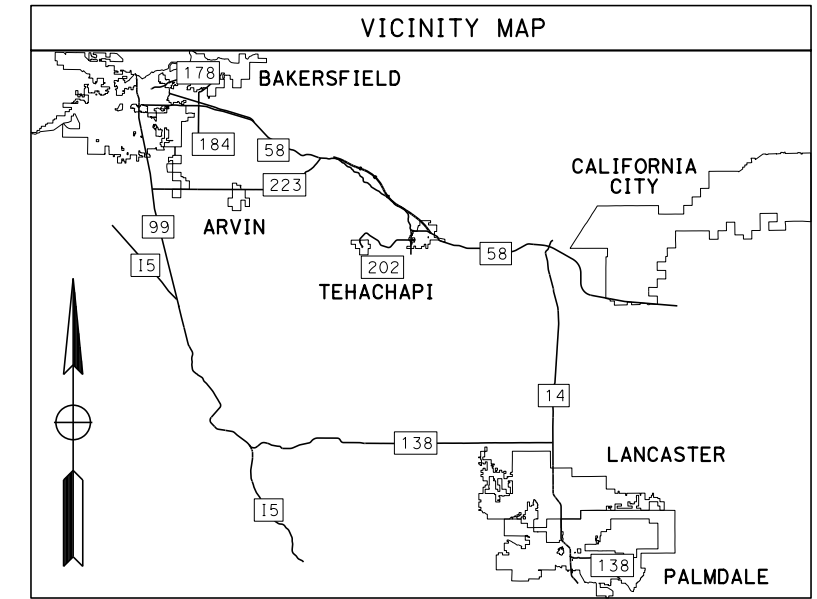 VICINITY MAP
178
BAKERSFIELD
184
58
CALIFORNIA
CITY
223
99
ARVIN
58
I5
202
TEHACHAPI
14
138
LANCASTER
I5
138
PALMDALE